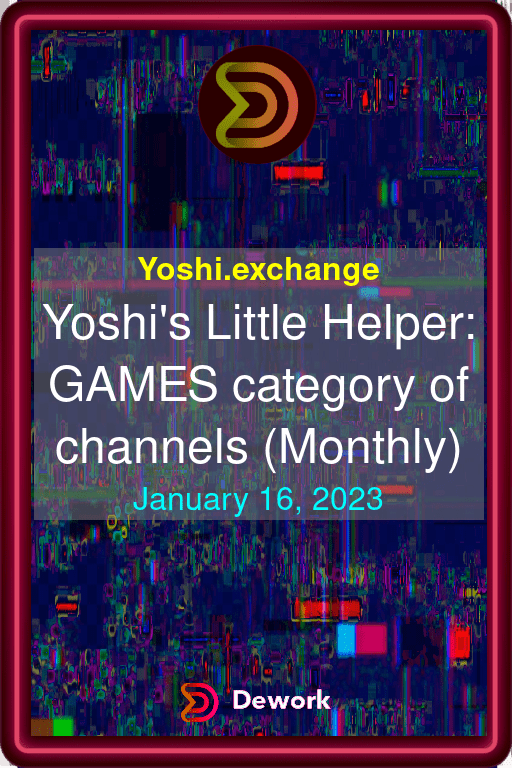 Yoshi.exchange
Yoshi's Little Helper:
GAMES category of
channels (Monthly)
January 16, 2023
Dework